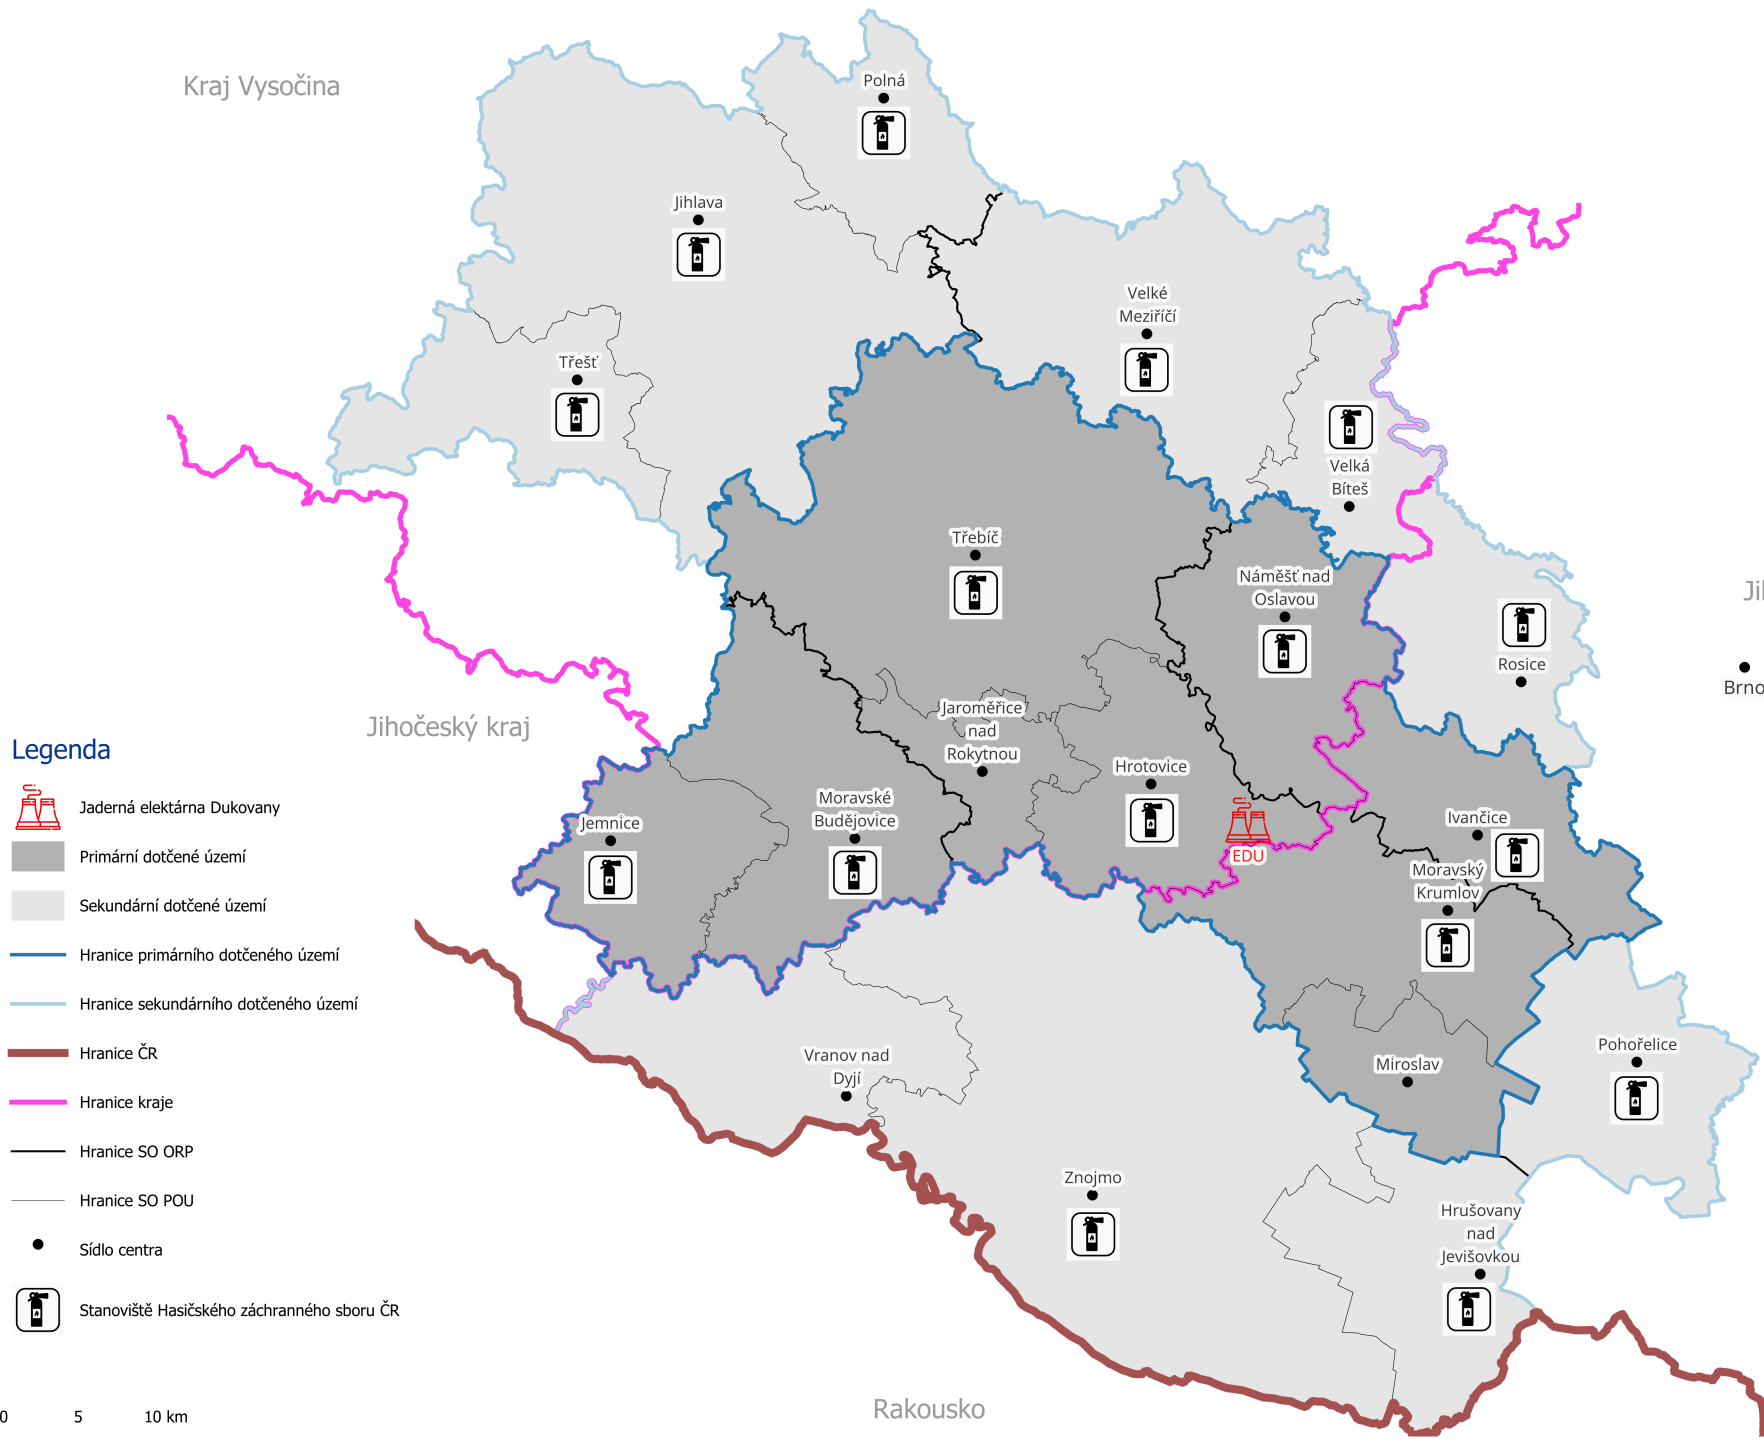 Kraj Vysočina
Polná
Jihlava
Velké
Meziříčí
Třešť
Velká
Bíteš
Třebíč
Náměšť nad
Oslavou
Rosice
Brno
Jaroměřice
nad
Rokytnou
Jihočeský kraj
Hrotovice
Moravské
Budějovice
Jemnice
Ivančice
EDU
Moravský
Krumlov
Pohořelice
Vranov nad
Dyjí
Miroslav
Znojmo
Hrušovany
nad
Jevišovkou
Rakousko
Legenda
Jaderná elektárna Dukovany
Primární dotčené území
Sekundární dotčené území
Hranice primárního dotčeného území
Hranice sekundárního dotčeného území
Hranice ČR
Hranice kraje
Hranice SO ORP
Hranice SO POU
Sídlo centra
Stanoviště Hasičského záchranného sboru ČR
0 5 10 km